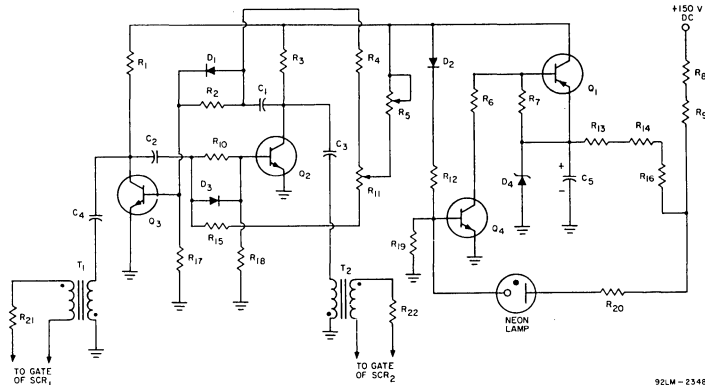 +150 V
DC
R1
D1
R2
C1
R3
R4
R5
D2
R6
R7
Q1
R8
R9
C2
R10
Q2
C3
R11
R12
R13
R14
D4
+
C5
-
R16
C4
Q3
D3
R15
R17
R18
R19
Q4
T1
T2
R21
R22
NEON
LAMP
R20
TO GATE
OF SCR1
TO GATE
OF SCR2
92LM-2348